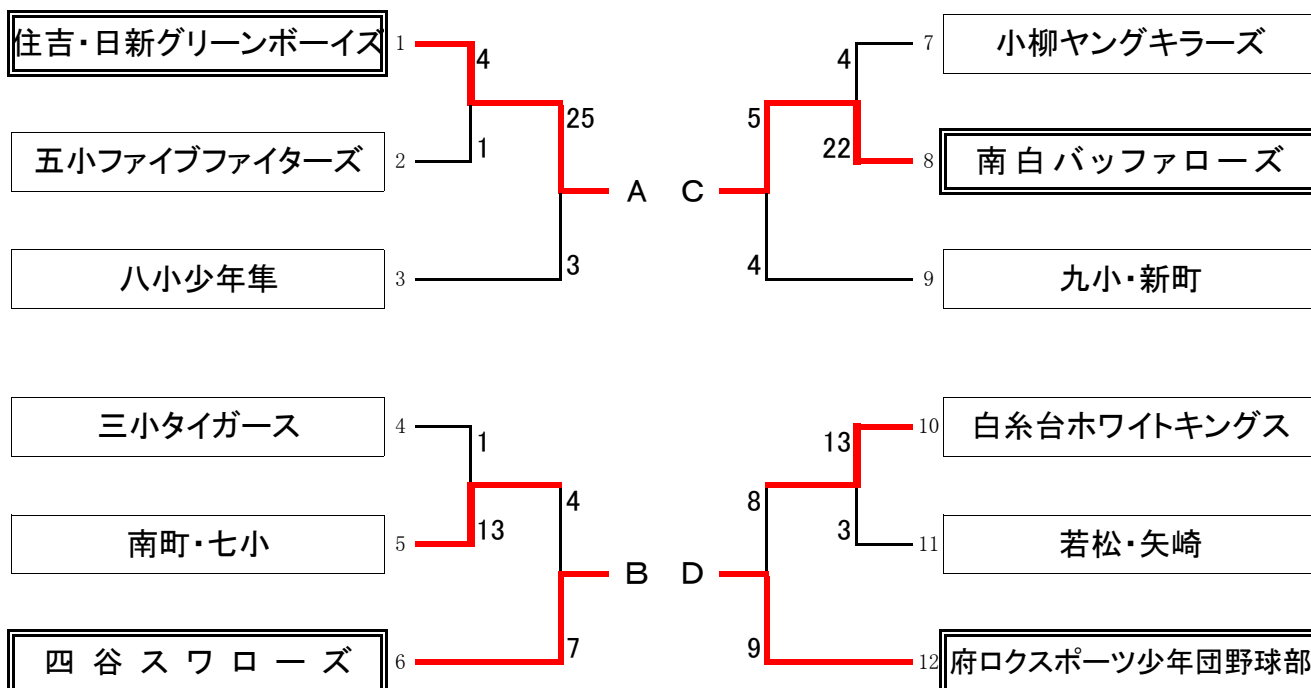 住吉・日新グリーンボーイズ 1
4
25
五小ファイブファイターズ 2
1
A
八小少年隼 3
3
三小タイガース 4
1
4
南町・七小 5
13
B
四谷スワローズ 6
7
7 小柳ヤングキラーズ
4
5
22
8 南白バッファローズ
C
4
9 九小・新町
10 白糸台ホワイトキングス
13
8
3
11 若松・矢崎
D
9
12 府ロクスポーツ少年団野球部